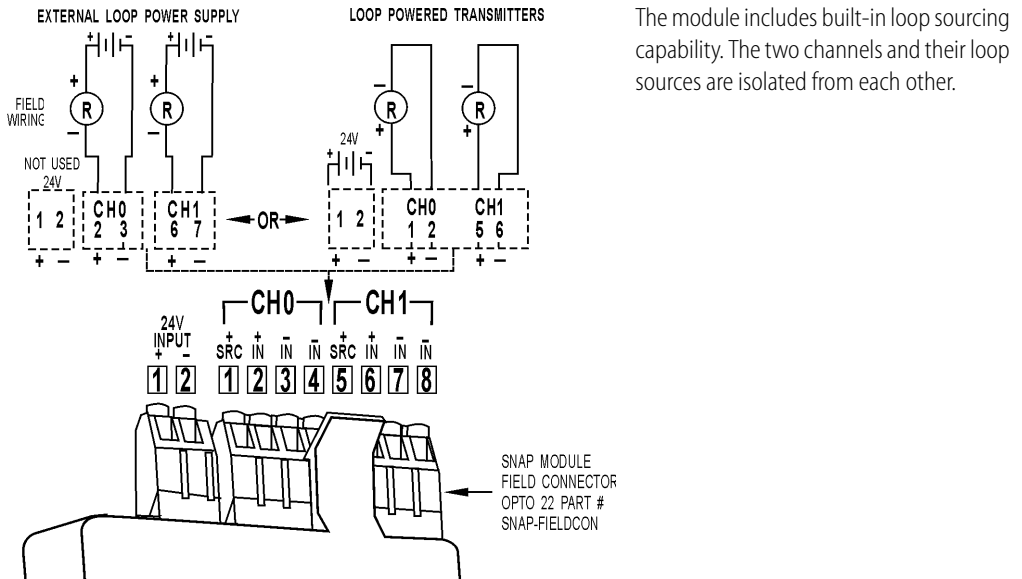 EXTERNAL LOOP POWER SUPPLY
+ -
+ -
+
R
-
+
R
-
FIELD
WIRING
NOT USED
24V
1 2
+ -
CH0
2 3
+ -
CH1
6 7
+ -
OR
LOOP POWERED TRANSMITTERS
-
R
+
-
R
+
24V
+ -
1 2
+ -
CH0
1 2
+ -
CH1
5 6
+ -
CH0 CH1
24V
INPUT
+ -
+ + - - + + - -
SRC IN IN IN SRC IN IN IN
1 2 1 2 3 4 5 6 7 8
SNAP MODULE
FIELD CONNECTOR
OPTO 22 PART #
SNAP-FIELDCON
The module includes built-in loop sourcing
capability. The two channels and their loop
sources are isolated from each other.